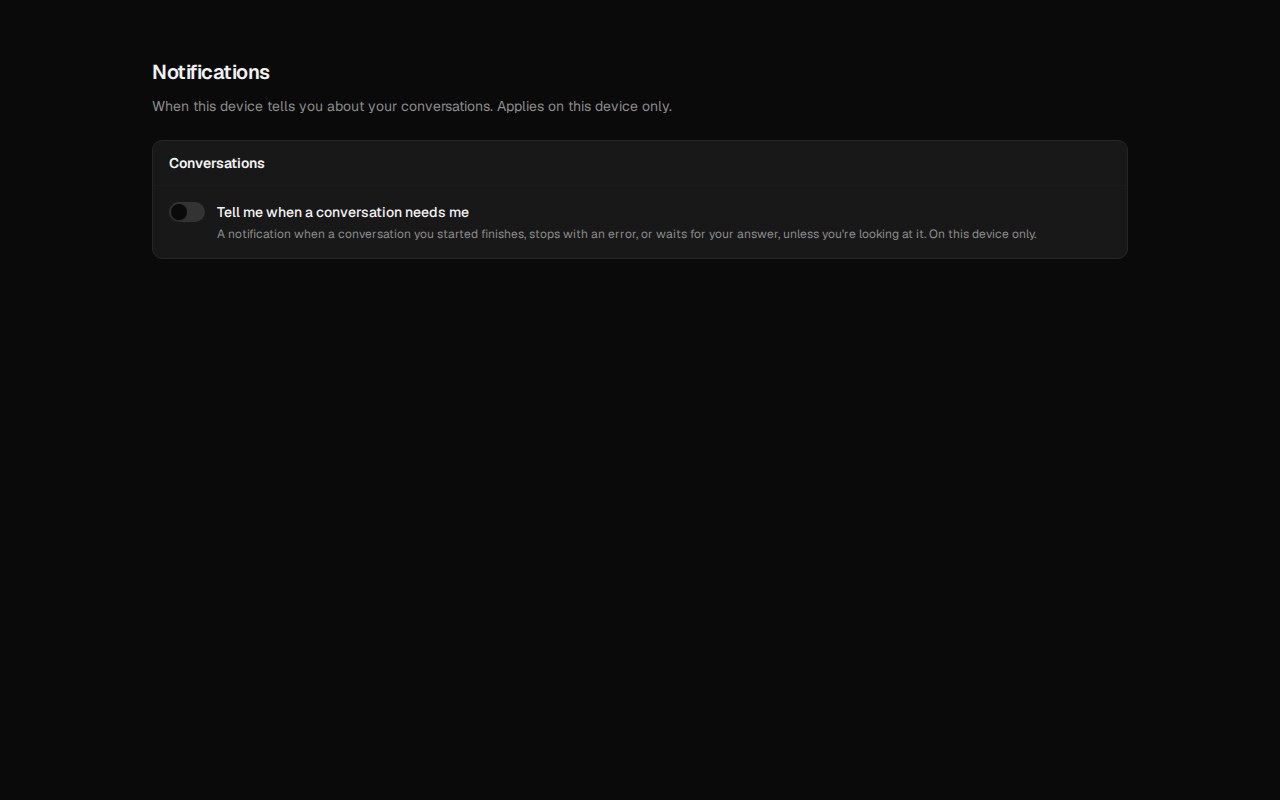 Notifications
When this device tells you about your conversations. Applies on this device only.
Conversations
Tell me when a conversation needs me
A notification when a conversation you started finishes, stops with an error, or waits for your answer, unless you're looking at it. On this device only.